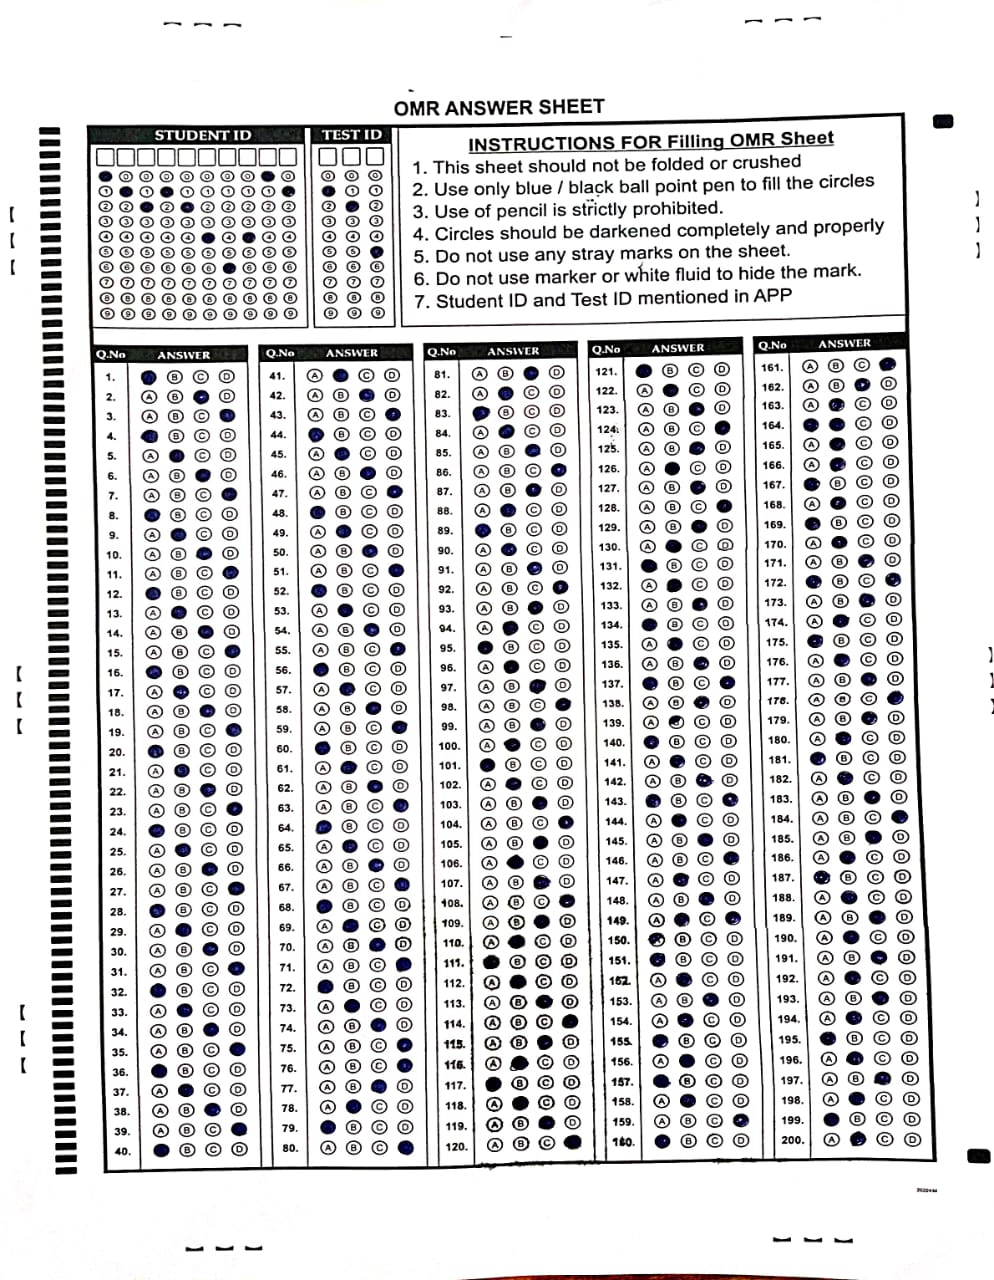 OMR ANSWER SHEET
STUDENT ID
TEST ID
INSTRUCTIONS FOR Filling OMR Sheet
1. This sheet should not be folded or crushed
2. Use only blue / black ball point pen to fill the circles
3. Use of pencil is strictly prohibited.
4. Circles should be darkened completely and properly
5. Do not use any stray marks on the sheet.
6. Do not use marker or white fluid to hide the mark.
7. Student ID and Test ID mentioned in APP
Q.No ANSWER Q.No ANSWER Q.No ANSWER Q.No ANSWER Q.No ANSWER
1. B C D 41. A C D 81. A B D 121. B C D 161. A B C
2. A B D 42. A B D 82. A C D 122. A C D 162. A B D
3. A B C 43. A B C 83. B C D 123. A B D 163. A C D
4. B C D 44. B C D 84. A C D 124. A B C 164. C D
5. A C D 45. A C D 85. A B D 125. A B D 165. A C D
6. A B D 46. A B D 86. A B C 126. A C D 166. A C D
7. A B C 47. A B C 87. A B D 127. A B D 167. B C D
8. B C D 48. B C D 88. A C D 128. A B C 168. A C D
9. A C D 49. A C D 89. B C D 129. A B D 169. B C D
10. A B D 50. A B D 90. A C D 130. A C D 170. A C D
11. A B C 51. A B C 91. A B D 131. B C D 171. A B D
12. B C D 52. B C D 92. A B C 132. A C D 172. B C
13. A C D 53. A C D 93. A B D 133. A B D 173. A B D
14. A B D 54. A B D 94. A C D 134. B C D 174. A C D
15. A B C 55. A B C 95. B C D 135. A C D 175. B C D
16. B C D 56. B C D 96. A C D 136. A B D 176. A C D
17. A C D 57. A C D 97. A B D 137. B C 177. A B D
18. A B D 58. A B D 98. A B C 138. A B D 178. A B C
19. A B C 59. A B C 99. A B D 139. A C D 179. A B D
20. B C D 60. B C D 100. A C D 140. B C D 180. A C D
21. A C D 61. A C D 101. B C D 141. A C D 181. B C D
22. A B D 62. A B D 102. A C D 142. A B D 182. A C D
23. A B C 63. A B C 103. A B D 143. B C 183. A B D
24. B C D 64. B C D 104. A B C 144. A C D 184. A B C
25. A C D 65. A C D 105. A B D 145. A B D 185. A B D
26. A B D 66. A B D 106. A C D 146. A B C 186. A C D
27. A B C 67. A B C 107. A B D 147. A C D 187. B C D
28. B C D 68. B C D 108. A B C 148. A B D 188. A C D
29. A C D 69. A C D 109. A B D 149. A C 189. A B D
30. A B D 70. A B D 110. A C D 150. B C D 190. A C D
31. A B C 71. A B C 111. B C D 151. B C D 191. A B D
32. B C D 72. B C D 112. A C D 152. A C D 192. A C D
33. A C D 73. A C D 113. A B D 153. A B D 193. A B D
34. A B D 74. A B D 114. A B C 154. A C D 194. A C D
35. A B C 75. A B C 115. A B D 155. B C D 195. B C D
36. B C D 76. A B C 116. A C D 156. A C D 196. A C D
37. A C D 77. A B D 117. B C D 157. B C D 197. A B D
38. A B D 78. A C D 118. A C D 158. A C D 198. A C D
39. A B C 79. B C D 119. A B D 159. A B C 199. B C D
40. B C D 80. A B C 120. A B C 160. B C D 200. A C D